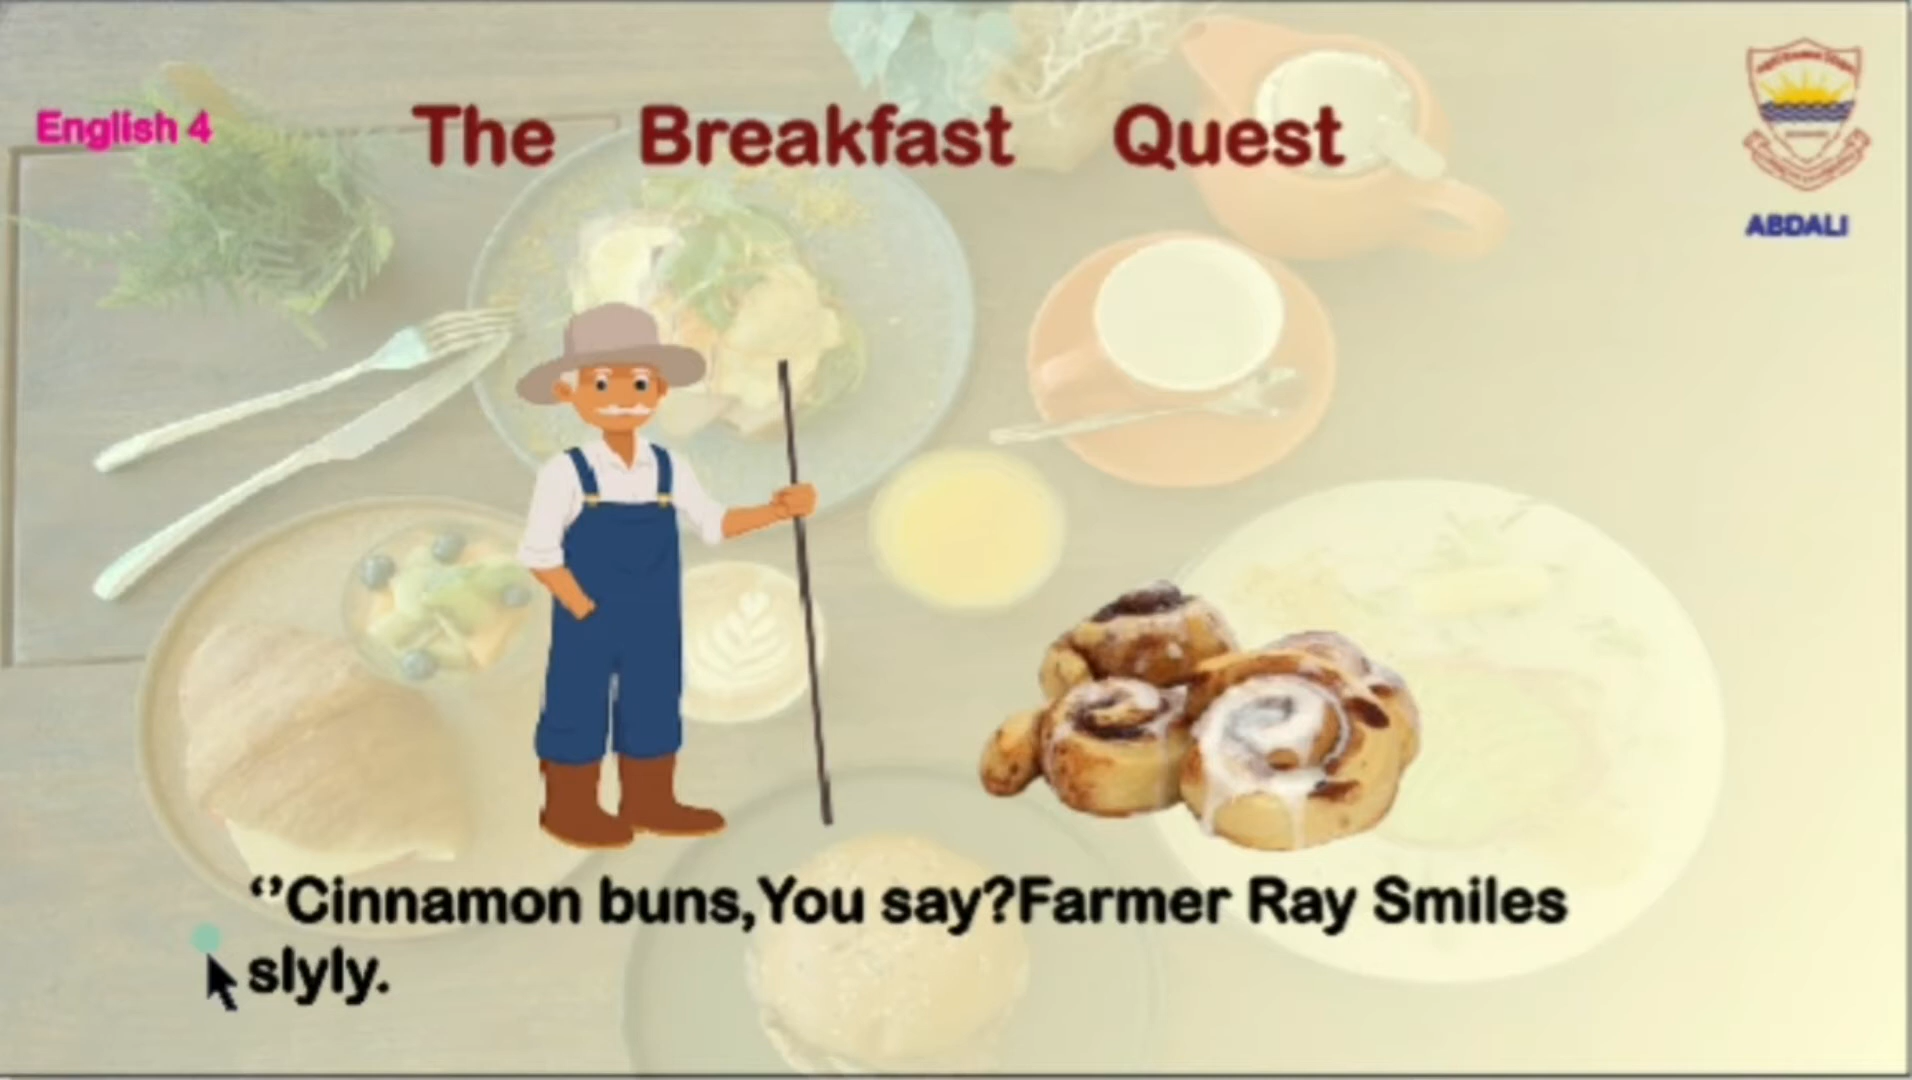 English 4
The Breakfast Quest
ABDALI
‘’Cinnamon buns,You say?Farmer Ray Smiles
slyly.